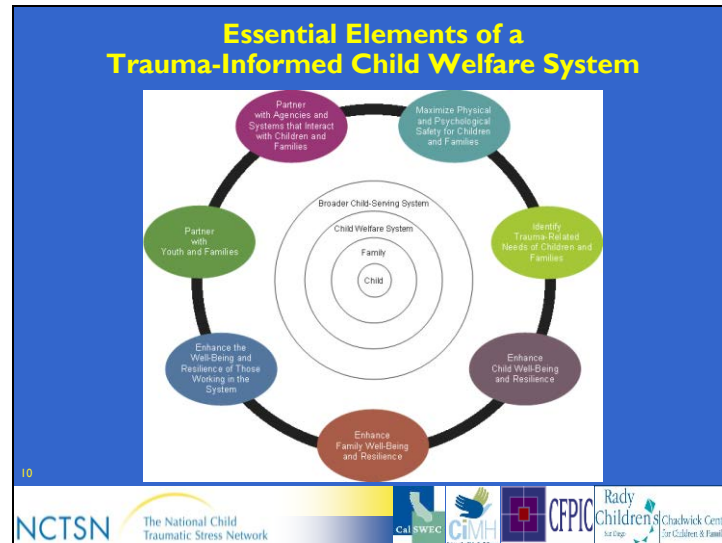 Essential Elements of a
Trauma-Informed Child Welfare System
Partner
with Agencies and
Systems that Interact
with Children and
Families
Maximize Physical
and Psychological
Safety for Children
and Families
Identify
Trauma-Related
Needs of Children and
Families
Enhance
Child Well-Being
and Resilience
Enhance
Family Well-Being
and Resilience
Enhance the
Well-Being and
Resilience of Those
Working in the
System
Partner
with
Youth and Families
Broader Child-Serving System
Child Welfare System
Family
Child
10
NCTSN
The National Child
Traumatic Stress Network
Cal SWEC
CiMH
CFPIC
Rady
Children's
San Diego
Chadwick Cent
for Children & Famili